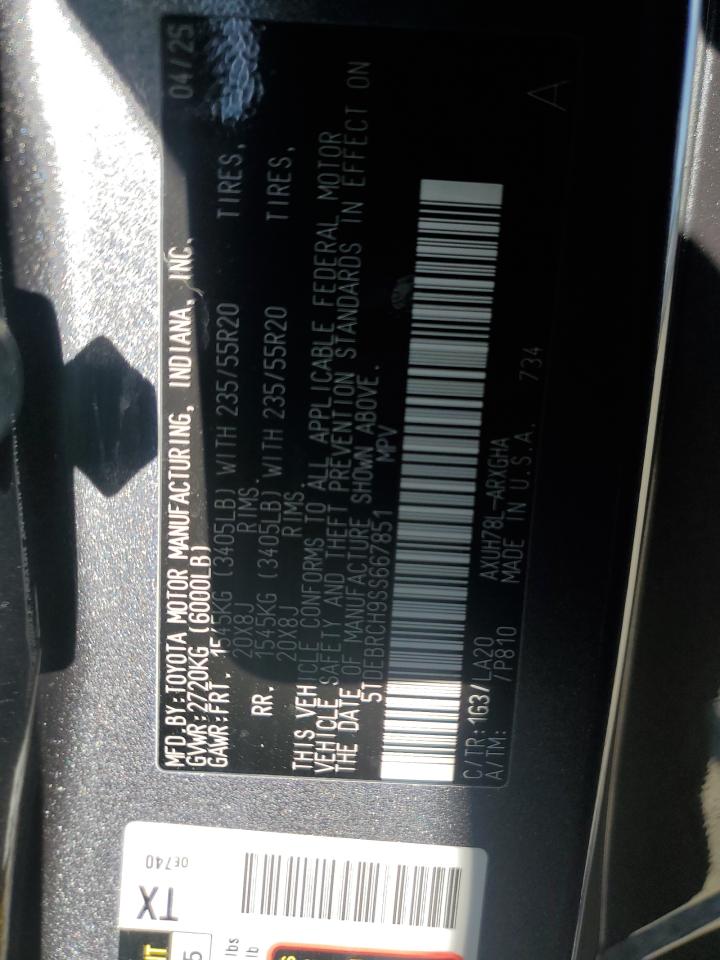 MFD.BY:TOYOTA MOTOR MANUFACTURING, INDIANA, INC. 04/25
GVWR:2720KG (6000LB)
GAWR:FRT. 1545KG (3405LB) WITH 235/55R20 TIRES,
20X8J RIMS.
RR. 1545KG (3405LB) WITH 235/55R20 TIRES,
20X8J RIMS.
THIS VEHICLE CONFORMS TO ALL APPLICABLE FEDERAL MOTOR
VEHICLE SAFETY AND THEFT PREVENTION STANDARDS IN EFFECT ON
THE DATE OF MANUFACTURE SHOWN ABOVE.
5TDEBRCH9SS667851 MPV
C/TR:1G3/LA20 AXUH78L-ARXGHA
A/TM: /P810 MADE IN U.S.A. 734
A
0E740
TX
5
lbs
lb